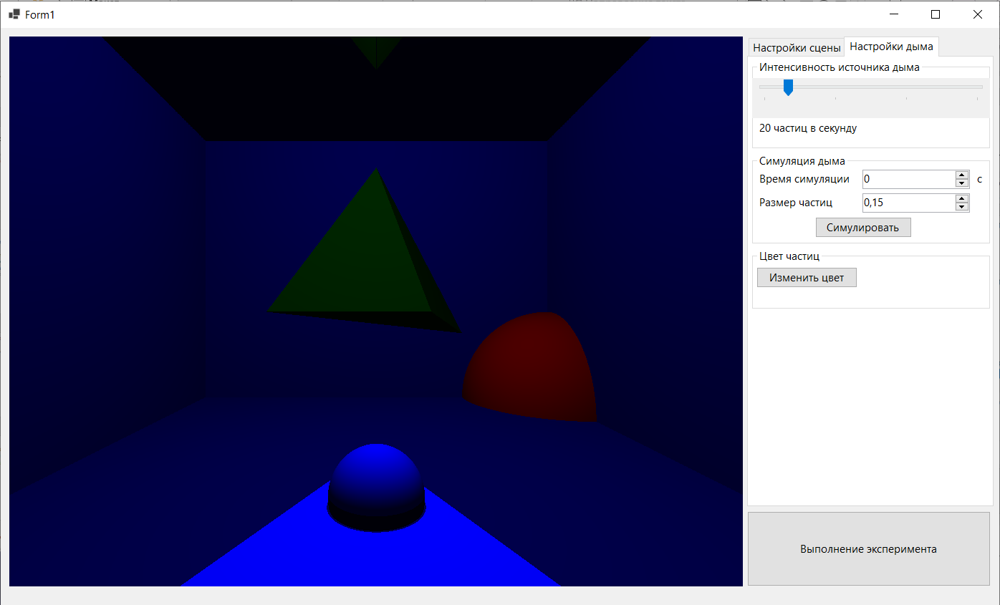 Form1
Настройки сцены
Настройки дыма
Интенсивность источника дыма
20 частиц в секунду
Симуляция дыма
Время симуляции 0 с
Размер частиц 0,15
Симулировать
Цвет частиц
Изменить цвет
Выполнение эксперимента